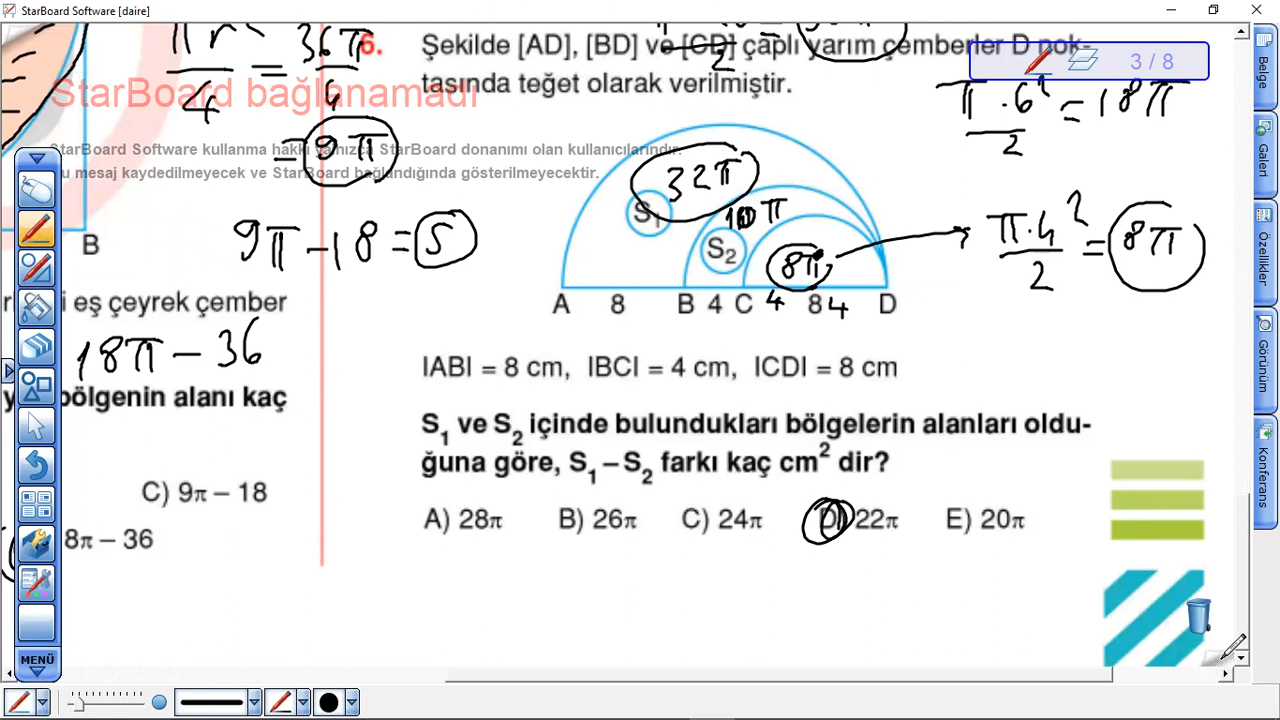 StarBoard Software [daire]
3 / 8
6. Şekilde [AD], [BD] ve [CD] çaplı yarım çemberler D nok-
tasında teğet olarak verilmiştir.
StarBoard bağlanamadı
StarBoard Software kullanma hakkı yalnızca StarBoard donanımı olan kullanıcılarındır.
u mesaj kaydedilmeyecek ve StarBoard bağlandığında gösterilmeyecektir.
πr² / 4 = 36π / 4
= 9π
9π - 18 = S
B
i eş çeyrek çember
18π - 36
bölgenin alanı kaç
C) 9π – 18
8π – 36
π · 6² / 2 = 18π
π · 4² / 2 = 8π
32π
S1
10π
S2
8π
4 4
A 8 B 4 C 8 D
IABI = 8 cm, IBCI = 4 cm, ICDI = 8 cm
S1 ve S2 içinde bulundukları bölgelerin alanları oldu-
ğuna göre, S1 – S2 farkı kaç cm² dir?
A) 28π B) 26π C) 24π D) 22π E) 20π
MENÜ
Belge
Galeri
Özellikler
Görünüm
Konferans